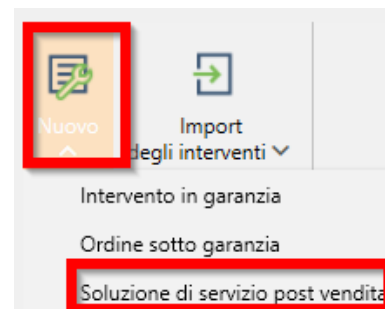 Nuovo
Import
degli interventi
Intervento in garanzia
Ordine sotto garanzia
Soluzione di servizio post vendita